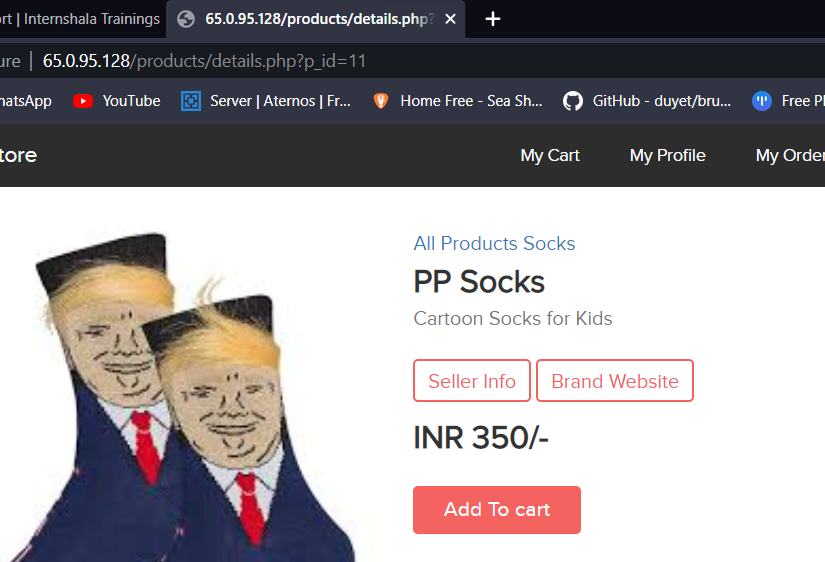 rt | Internshala Trainings 65.0.95.128/products/details.php?
ure | 65.0.95.128/products/details.php?p_id=11
hatsApp YouTube Server | Aternos | Fr... Home Free - Sea Sh... GitHub - duyet/bru... Free P
tore My Cart My Profile My Order
All Products Socks
PP Socks
Cartoon Socks for Kids
Seller Info Brand Website
INR 350/-
Add To cart